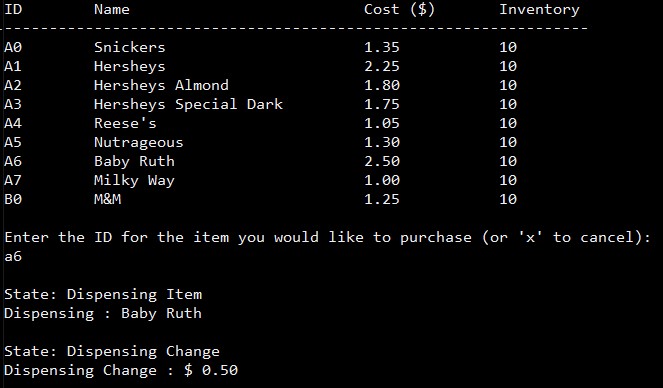 ID Name Cost ($) Inventory
-----------------------------------------------------------------
A0 Snickers 1.35 10
A1 Hersheys 2.25 10
A2 Hersheys Almond 1.80 10
A3 Hersheys Special Dark 1.75 10
A4 Reese's 1.05 10
A5 Nutrageous 1.30 10
A6 Baby Ruth 2.50 10
A7 Milky Way 1.00 10
B0 M&M 1.25 10
Enter the ID for the item you would like to purchase (or 'x' to cancel):
a6
State: Dispensing Item
Dispensing : Baby Ruth
State: Dispensing Change
Dispensing Change : $ 0.50